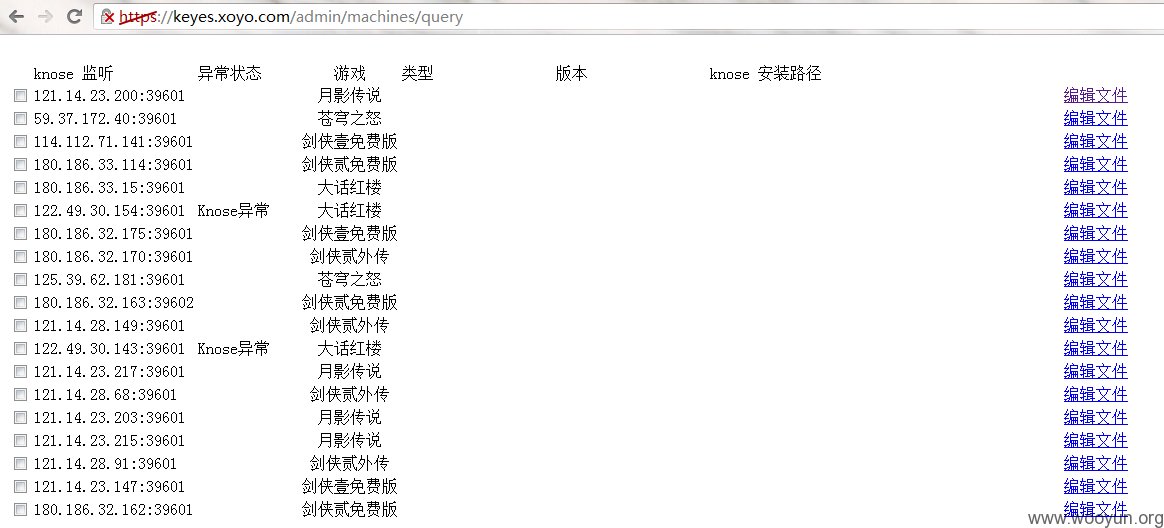 https://keyes.xoyo.com/admin/machines/query
knose 监听 异常状态 游戏 类型 版本 knose 安装路径
121.14.23.200:39601 月影传说 编辑文件
59.37.172.40:39601 苍穹之怒 编辑文件
114.112.71.141:39601 剑侠壹免费版 编辑文件
180.186.33.114:39601 剑侠贰免费版 编辑文件
180.186.33.15:39601 大话红楼 编辑文件
122.49.30.154:39601 Knose异常 大话红楼 编辑文件
180.186.32.175:39601 剑侠壹免费版 编辑文件
180.186.32.170:39601 剑侠贰外传 编辑文件
125.39.62.181:39601 苍穹之怒 编辑文件
180.186.32.163:39602 剑侠贰免费版 编辑文件
121.14.28.149:39601 剑侠贰外传 编辑文件
122.49.30.143:39601 Knose异常 大话红楼 编辑文件
121.14.23.217:39601 月影传说 编辑文件
121.14.28.68:39601 剑侠贰外传 编辑文件
121.14.23.203:39601 月影传说 编辑文件
121.14.23.215:39601 月影传说 编辑文件
121.14.28.91:39601 剑侠贰外传 编辑文件
121.14.23.147:39601 剑侠壹免费版 编辑文件
180.186.32.162:39601 剑侠贰免费版 编辑文件
www.wooyun.org